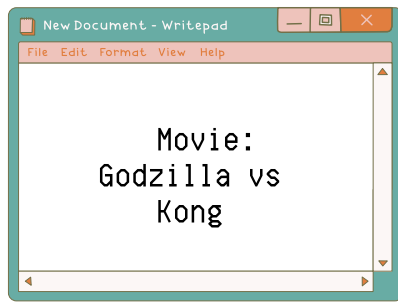 New Document - Writepad
File Edit Format View Help
Movie:
Godzilla vs
Kong